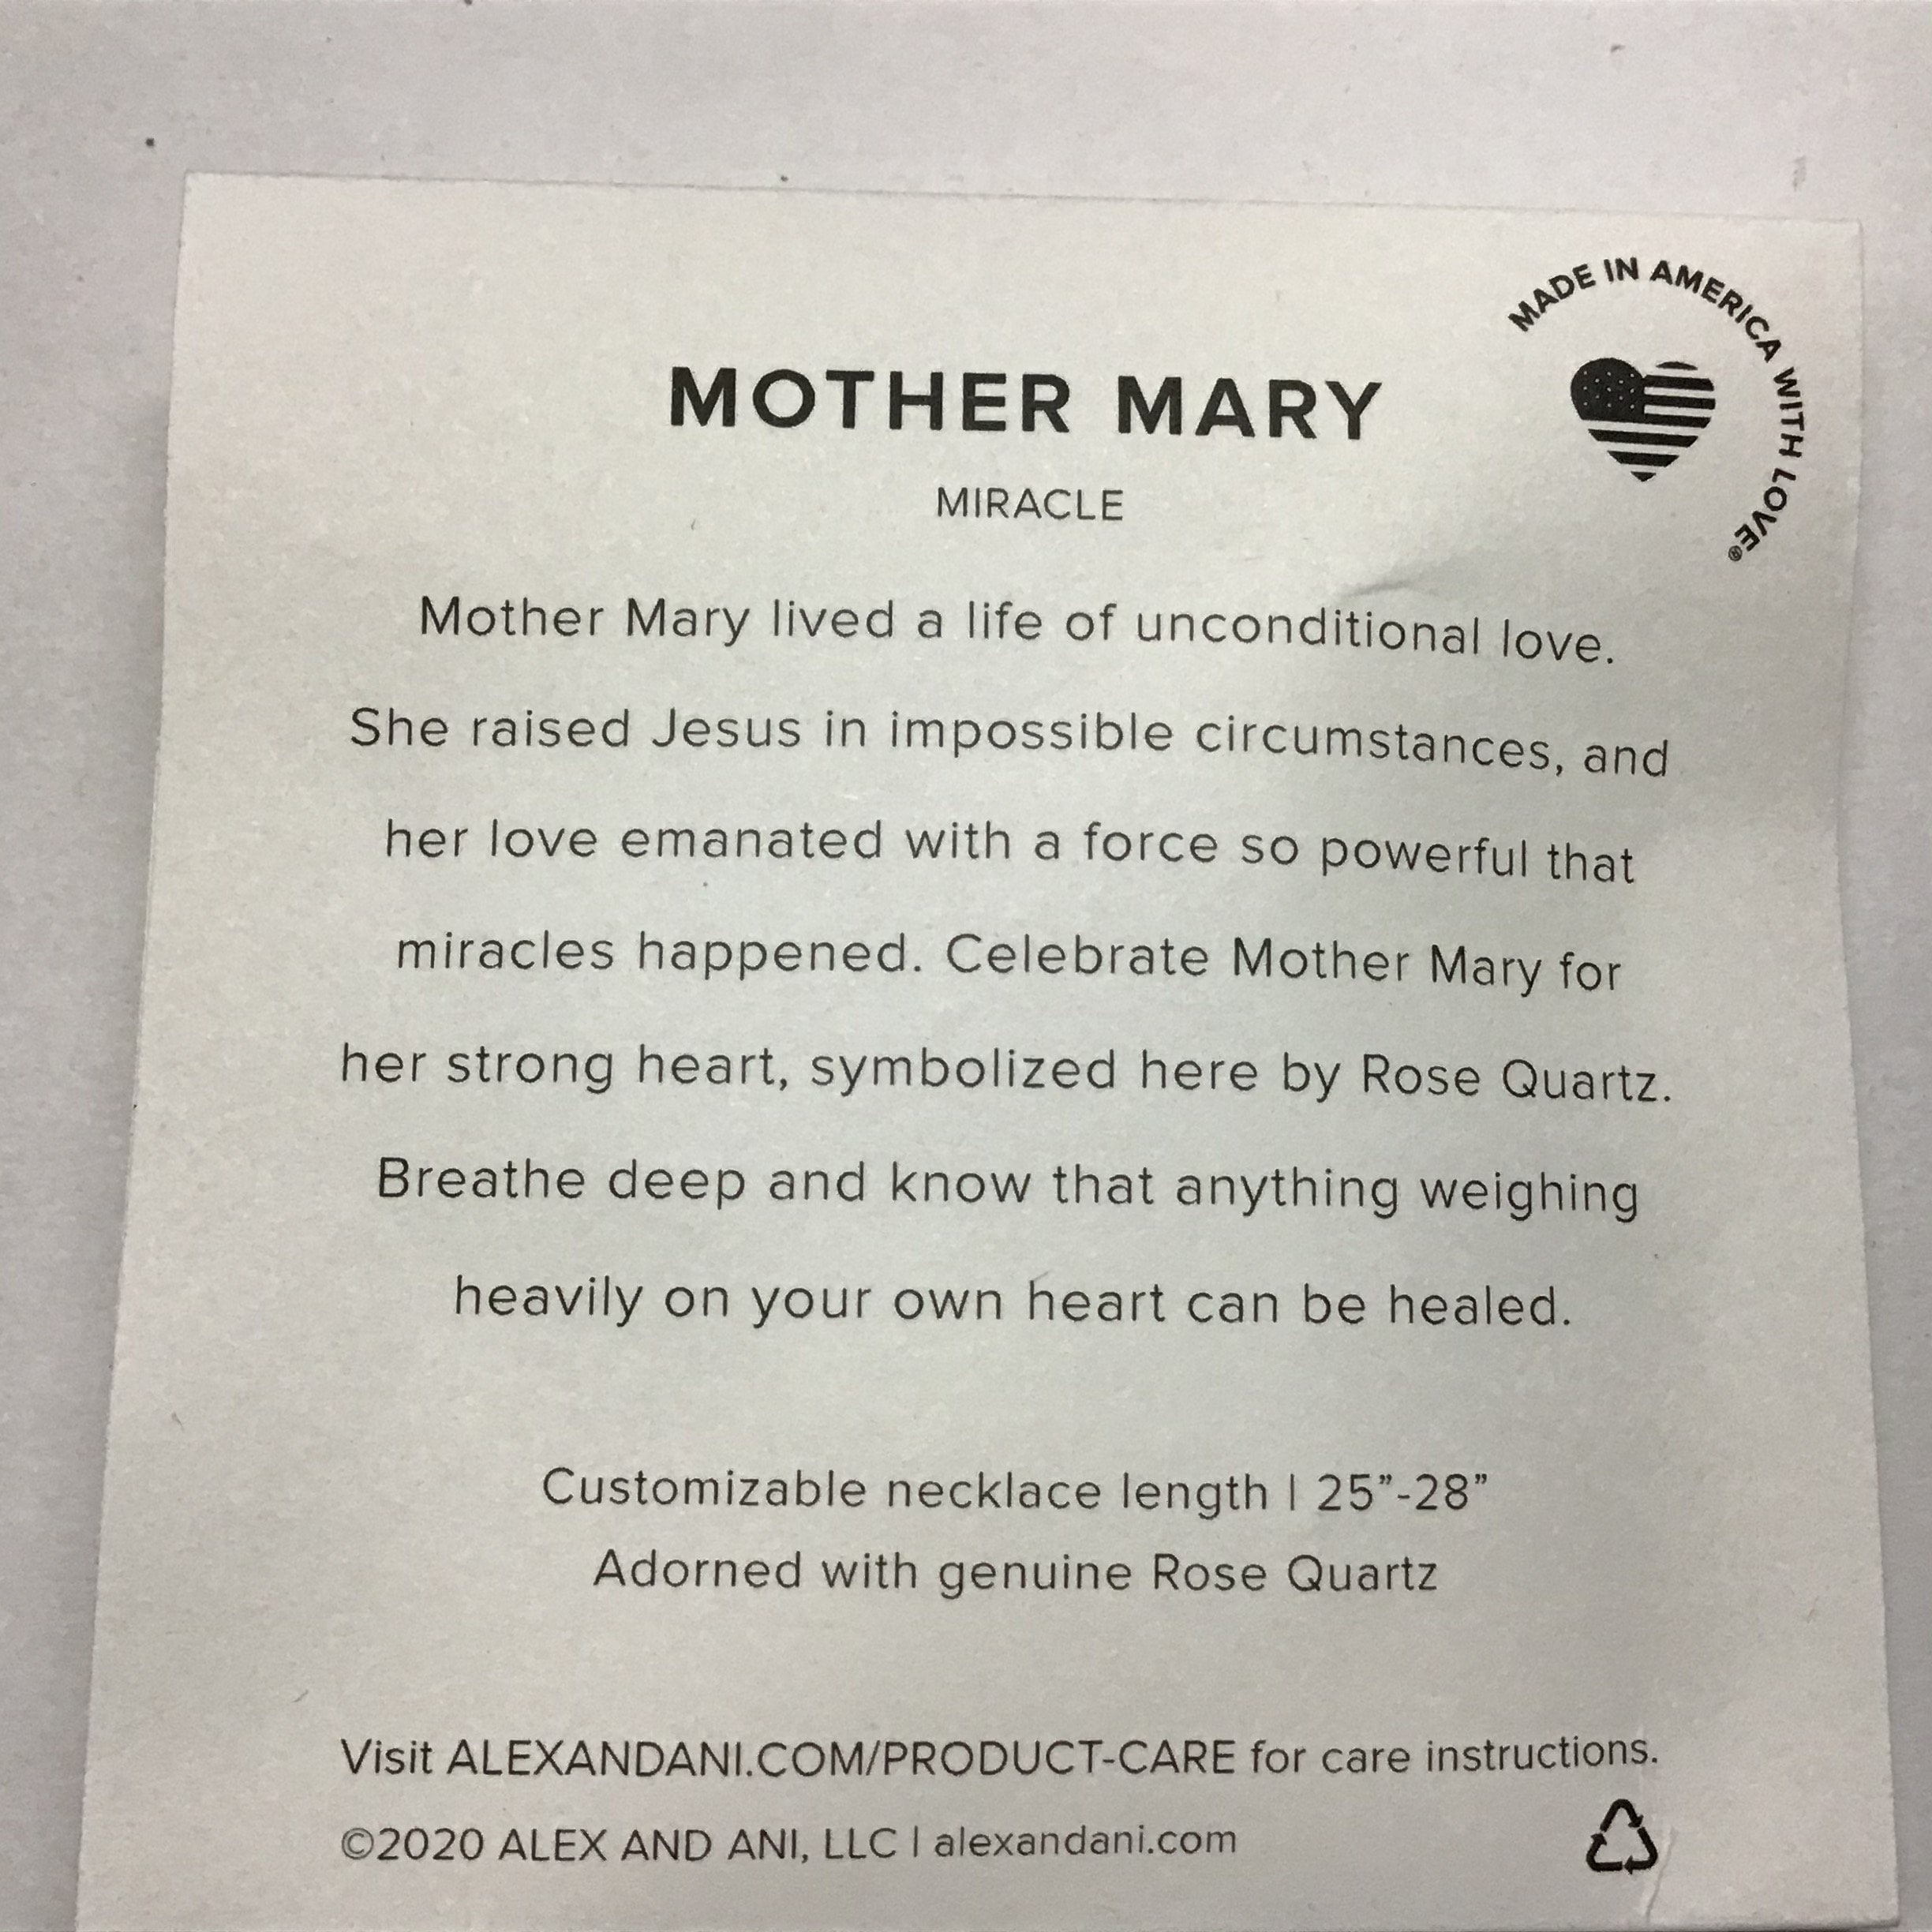 MADE IN AMERICA WITH LOVE®
MOTHER MARY
MIRACLE
Mother Mary lived a life of unconditional love.
She raised Jesus in impossible circumstances, and
her love emanated with a force so powerful that
miracles happened. Celebrate Mother Mary for
her strong heart, symbolized here by Rose Quartz.
Breathe deep and know that anything weighing
heavily on your own heart can be healed.
Customizable necklace length | 25”-28”
Adorned with genuine Rose Quartz
Visit ALEXANDANI.COM/PRODUCT-CARE for care instructions.
©2020 ALEX AND ANI, LLC | alexandani.com